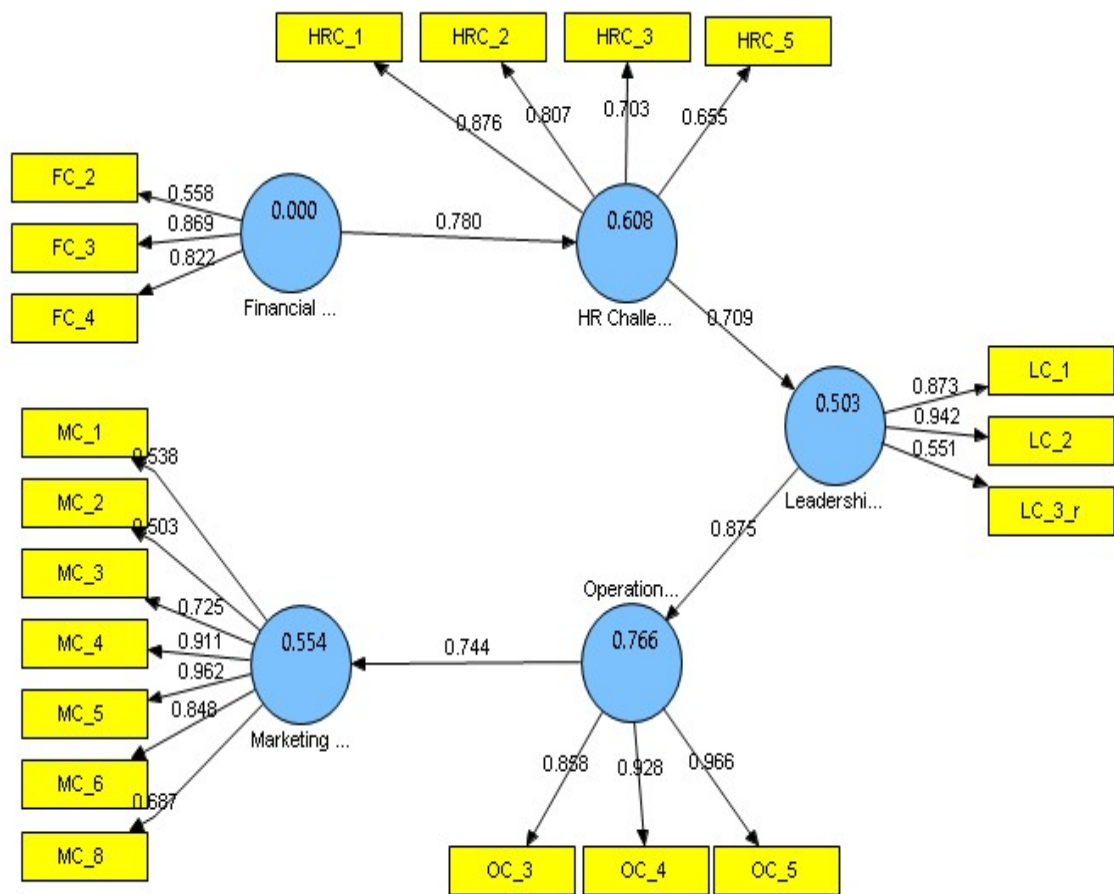 HRC_1
HRC_2
HRC_3
HRC_5
0.876
0.807
0.703
0.655
FC_2
FC_3
FC_4
0.558
0.869
0.822
0.000
Financial ...
0.780
0.608
HR Challe...
0.709
0.503
Leadershi...
0.873
0.942
0.551
LC_1
LC_2
LC_3_r
0.875
Operation...
0.766
0.858
0.928
0.966
OC_3
OC_4
OC_5
0.744
0.554
Marketing ...
0.538
0.503
0.725
0.911
0.962
0.848
0.687
MC_1
MC_2
MC_3
MC_4
MC_5
MC_6
MC_8